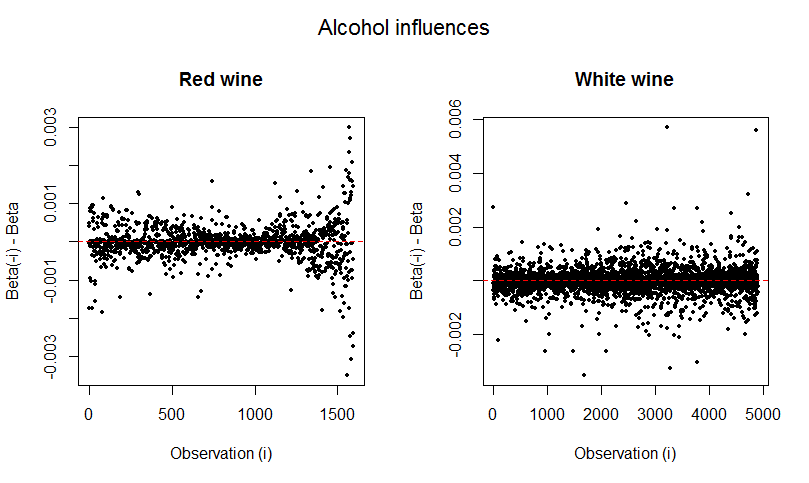 Alcohol influences
Red wine
White wine
Beta(-i) - Beta
0.003
0.001
-0.001
-0.003
0 500 1000 1500
Observation (i)
Beta(-i) - Beta
0.006
0.004
0.002
-0.002
0 1000 2000 3000 4000 5000
Observation (i)